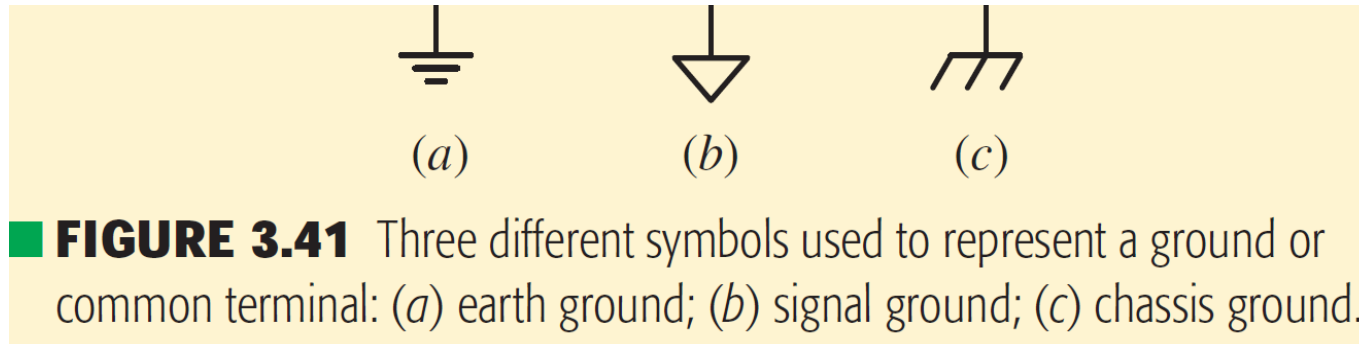 (a) (b) (c)
FIGURE 3.41 Three different symbols used to represent a ground or
common terminal: (a) earth ground; (b) signal ground; (c) chassis ground.